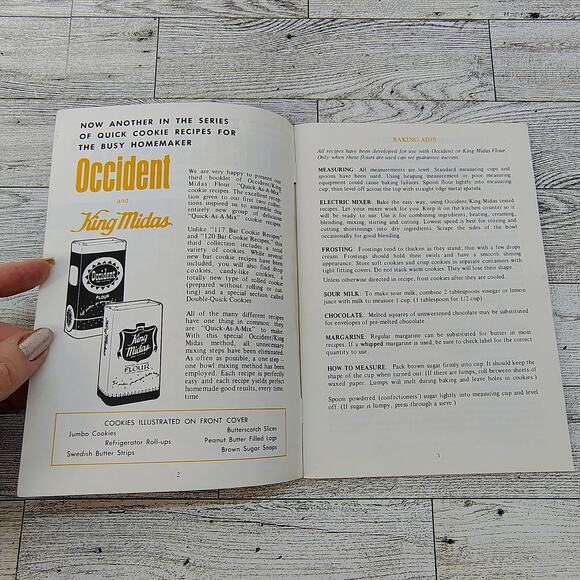 NOW ANOTHER IN THE SERIES
OF QUICK COOKIE RECIPES FOR
THE BUSY HOMEMAKER
Occident
and
King Midas
Occident
FLOUR
King
Midas
FLOUR
We are very happy to present our
third booklet of Occident/King
Midas Flour "Quick-As-A-Mix"
cookie recipes. The excellent recep-
tion given to our first two collec-
tions inspired us to assemble this
entirely new group of delicious
"Quick-As-A-Mix" cookie recipes.
Unlike "117 Bar Cookie Recipes"
and "120 Bar Cookie Recipes," this
third collection includes a total
variety of cookies. While several
new bar cookie recipes have been
included, you will also find drop
cookies, candy-like cookies, a
totally new type of rolled cookie
(prepared without rolling or cut-
ting) and a special section called
Double-Quick Cookies.
All of the many different recipes
have one thing in common: they
are "Quick-As-A-Mix" to make.
With this special Occident/King
Midas method, all unnecessary
mixing steps have been eliminated.
As often as possible, a one step -
one bowl mixing method has been
employed. Each recipe is perfectly
easy and each recipe yields perfect
homemade-good results, every time
time.
COOKIES ILLUSTRATED ON FRONT COVER
Jumbo Cookies
Butterscotch Slices
Refrigerator Roll-ups
Peanut Butter Filled Logs
Swedish Butter Strips
Brown Sugar Snaps
2
BAKING AIDS
All recipes have been developed for use with Occident or King Midas Flour.
Only when these flours are used can we guarantee success.
MEASURING: All measurements are level. Standard measuring cups and
spoons have been used. Using heaping measurement or poor measuring
equipment could cause baking failures. Spoon flour lightly into measuring
cup, then level off across the top with straight edge metal spatula.
ELECTRIC MIXER: Bake the easy way, using Occident/King Midas tested
recipes. Let your mixer work for you. Keep it on the kitchen counter so it
will be ready to use. Use it for combining ingredients, beating, creaming,
blending, mixing, stirring and cutting. Lowest speed is best for stirring and
cutting shortenings into dry ingredients. Scrape the sides of the bowl
occasionally for good blending.
FROSTING: Frostings tend to thicken as they stand; thin with a few drops
cream. Frostings should hold their swirls and have a smooth shining
appearance. Store soft cookies and crisp cookies in separate containers with
tight fitting covers. Do not stack warm cookies. They will lose their shape.
Unless otherwise directed in recipe, frost cookies after they are cooled.
SOUR MILK: To make sour milk, combine 2 tablespoons vinegar or lemon
juice with milk to measure 1 cup. (1 tablespoon for 1/2 cup)
CHOCOLATE: Melted squares of unsweetened chocolate may be substituted
for envelopes of pre-melted chocolate.
MARGARINE: Regular margarine can be substituted for butter in most
recipes. If a whipped margarine is used, be sure to check label for the correct
quantity to use.
HOW TO MEASURE: Pack brown sugar firmly into cup. It should keep the
shape of the cup when turned out. (If there are lumps, roll between sheets of
waxed paper. Lumps will melt during baking and leave holes in cookies.)
Spoon powdered (confectioners') sugar lightly into measuring cup and level
off. (If sugar is lumpy, press through a sieve.)
3